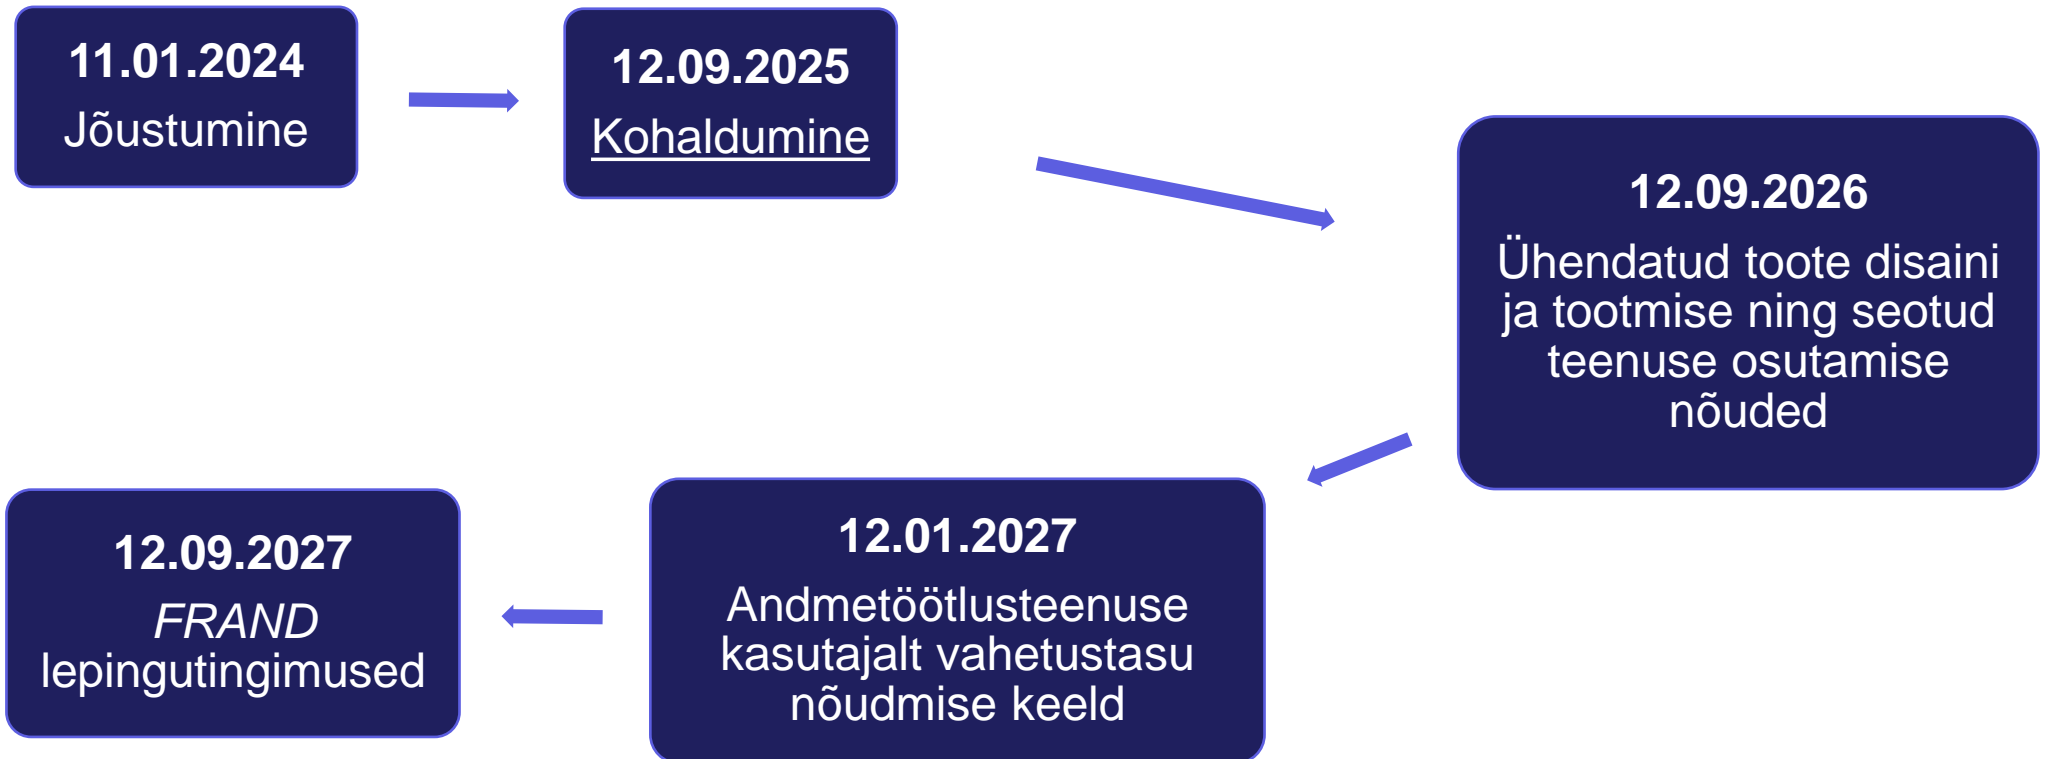 11.01.2024
Jõustumine
12.09.2025
Kohaldumine
12.09.2026
Ühendatud toote disaini
ja tootmise ning seotud
teenuse osutamise
nõuded
12.01.2027
Andmetöötlusteenuse
kasutajalt vahetustasu
nõudmise keeld
12.09.2027
FRAND
lepingutingimused